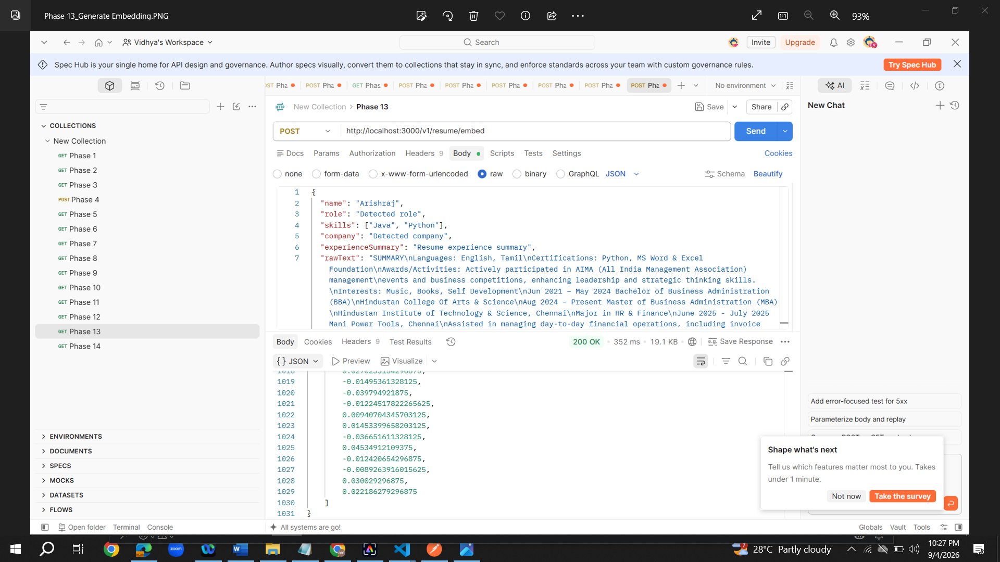 Phase 13_Generate Embedding.PNG
93%
Vidhya's Workspace
Search
Invite
Upgrade
Spec Hub is your single home for API design and governance. Author specs visually, convert them to collections that stay in sync, and enforce standards across your team with custom governance rules.
Try Spec Hub
POST Pha
GET Phas
POST Pha
POST Pha
POST Pha
POST Pha
POST Pha
POST Pha
No environment
AI
New Collection > Phase 13
Save
Share
New Chat
COLLECTIONS
New Collection
GET Phase 1
GET Phase 2
GET Phase 3
POST Phase 4
GET Phase 5
GET Phase 6
GET Phase 7
GET Phase 8
GET Phase 9
GET Phase 10
GET Phase 11
GET Phase 12
GET Phase 13
GET Phase 14
ENVIRONMENTS
DOCUMENTS
SPECS
MOCKS
DATASETS
FLOWS
POST
http://localhost:3000/v1/resume/embed
Send
Docs
Params
Authorization
Headers 9
Body
Scripts
Tests
Settings
Cookies
none
form-data
x-www-form-urlencoded
raw
binary
GraphQL
JSON
Schema
Beautify
1 {
2 "name": "Arishraj",
3 "role": "Detected role",
4 "skills": ["Java", "Python"],
5 "company": "Detected company",
6 "experienceSummary": "Resume experience summary",
7 "rawText": "SUMMARY\nLanguages: English, Tamil\nCertifications: Python, MS Word & Excel
Foundation\nAwards/Activities: Actively participated in AIMA (All India Management Association)
management\nevents and business competitions, enhancing leadership and strategic thinking skills.
\nInterests: Music, Books, Self Development\nJun 2021 – May 2024 Bachelor of Business Administration
(BBA)\nHindustan College Of Arts & Science\nAug 2024 – Present Master of Business Administration (MBA)
\nHindustan Institute of Technology & Science, Chennai\nMajor in HR & Finance\nJune 2025 - July 2025
Mani Power Tools, Chennai\nAssisted in managing day-to-day financial operations, including invoice
Body
Cookies
Headers 9
Test Results
200 OK
352 ms
19.1 KB
e.g. Save Response
{} JSON
Preview
Visualize
1018 0.0270233154296875,
1019 -0.01495361328125,
1020 -0.039794921875,
1021 -0.01224517822265625,
1022 0.00940704345703125,
1023 0.01453399658203125,
1024 -0.036651611328125,
1025 0.04534912109375,
1026 -0.012420654296875,
1027 -0.0089263916015625,
1028 0.030029296875,
1029 0.022186279296875
1030 ]
1031 }
Add error-focused test for 5xx
Parameterize body and replay
Shape what's next
Tell us which features matter most to you. Takes
under 1 minute.
Not now
Take the survey
Open folder
Terminal
Console
All systems are go!
Globals
Vault
Tools
28°C Partly cloudy
10:27 PM
9/4/2026